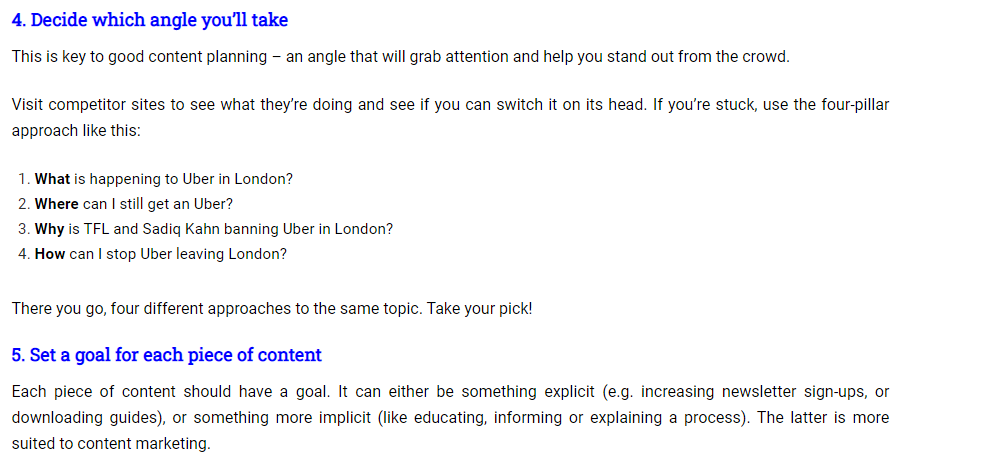 4. Decide which angle you'll take
This is key to good content planning – an angle that will grab attention and help you stand out from the crowd.
Visit competitor sites to see what they're doing and see if you can switch it on its head. If you're stuck, use the four-pillar
approach like this:
1. What is happening to Uber in London?
2. Where can I still get an Uber?
3. Why is TFL and Sadiq Kahn banning Uber in London?
4. How can I stop Uber leaving London?
There you go, four different approaches to the same topic. Take your pick!
5. Set a goal for each piece of content
Each piece of content should have a goal. It can either be something explicit (e.g. increasing newsletter sign-ups, or
downloading guides), or something more implicit (like educating, informing or explaining a process). The latter is more
suited to content marketing.